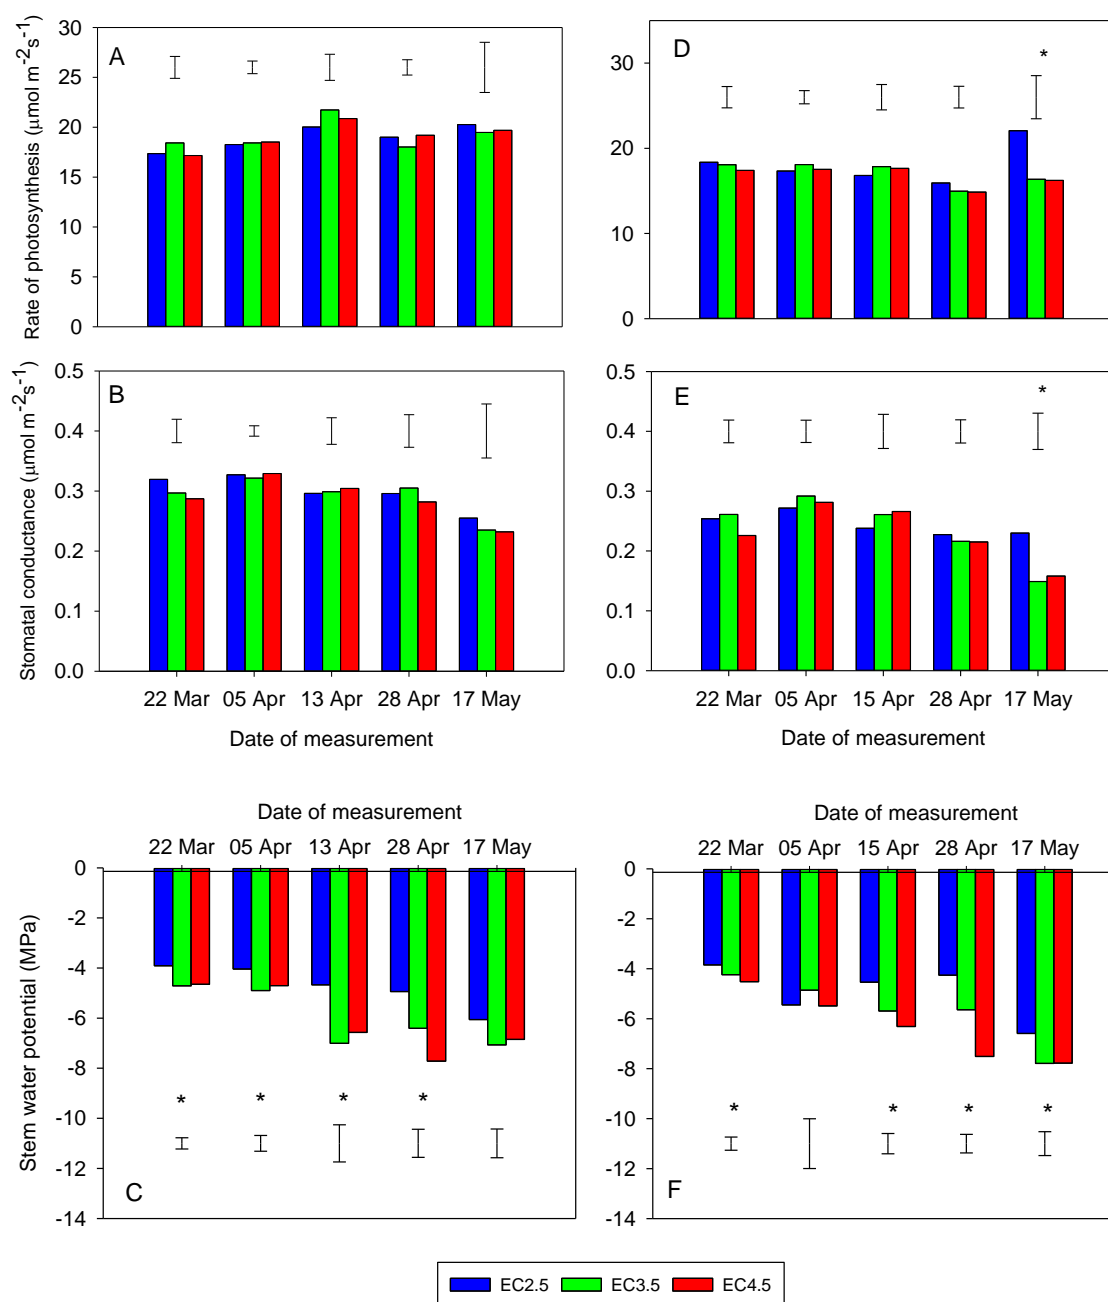 A
Rate of photosynthesis (μmol m⁻²s⁻¹)
30
25
20
15
10
5
0
D
*
30
20
10
0
B
Stomatal conductance (μmol m⁻²s⁻¹)
0.5
0.4
0.3
0.2
0.1
0.0
22 Mar 05 Apr 13 Apr 28 Apr 17 May
Date of measurement
E
*
0.5
0.4
0.3
0.2
0.1
0.0
22 Mar 05 Apr 15 Apr 28 Apr 17 May
Date of measurement
Date of measurement
22 Mar 05 Apr 13 Apr 28 Apr 17 May
Stem water potential (MPa)
0
-2
-4
-6
-8
-10
-12
-14
* * * *
C
Date of measurement
22 Mar 05 Apr 15 Apr 28 Apr 17 May
0
-2
-4
-6
-8
-10
-12
-14
* * * *
F
EC2.5 EC3.5 EC4.5